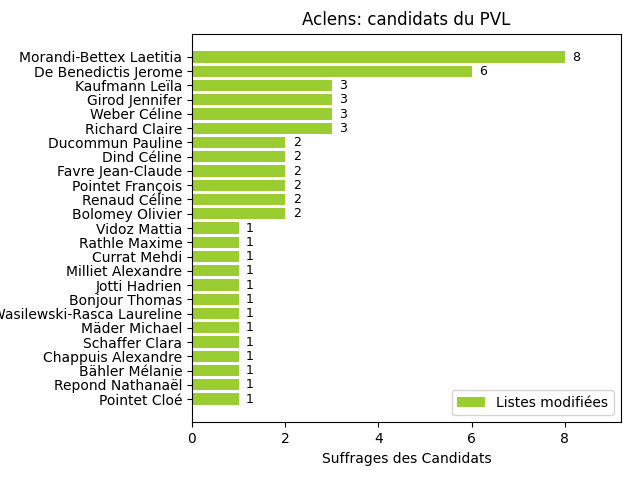 Aclens: candidats du PVL
Morandi-Bettex Laetitia 8
De Benedictis Jerome 6
Kaufmann Leïla 3
Girod Jennifer 3
Weber Céline 3
Richard Claire 3
Ducommun Pauline 2
Dind Céline 2
Favre Jean-Claude 2
Pointet François 2
Renaud Céline 2
Bolomey Olivier 2
Vidoz Mattia 1
Rathle Maxime 1
Currat Mehdi 1
Milliet Alexandre 1
Jotti Hadrien 1
Bonjour Thomas 1
Wasilewski-Rasca Laureline 1
Mäder Michael 1
Schaffer Clara 1
Chappuis Alexandre 1
Bähler Mélanie 1
Repond Nathanaël 1
Pointet Cloé 1
Listes modifiées
0 2 4 6 8
Suffrages des Candidats